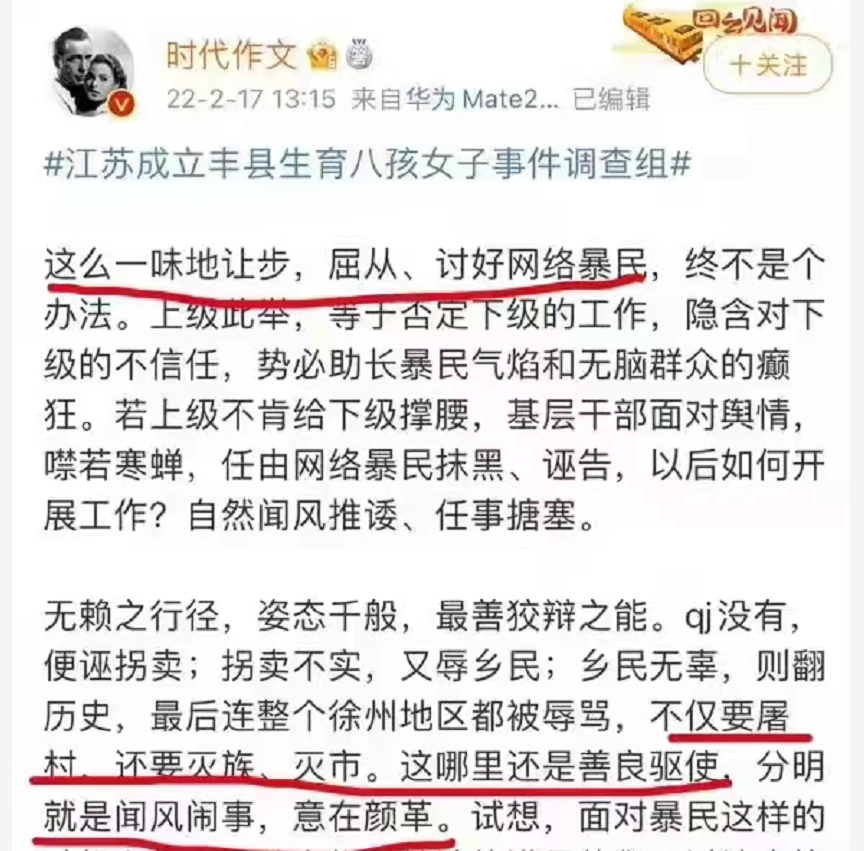 回乡见闻
时代作文
十关注
22-2-17 13:15 来自华为Mate2... 已编辑
#江苏成立丰县生育八孩女子事件调查组#
这么一味地让步，屈从、讨好网络暴民，终不是个
办法。上级此举，等于否定下级的工作，隐含对下
级的不信任，势必助长暴民气焰和无脑群众的癫
狂。若上级不肯给下级撑腰，基层干部面对舆情，
噤若寒蝉，任由网络暴民抹黑、诬告，以后如何开
展工作？自然闻风推诿、任事搪塞。
无赖之行径，姿态千般，最善狡辩之能。qj没有，
便诬拐卖；拐卖不实，又辱乡民；乡民无辜，则翻
历史，最后连整个徐州地区都被辱骂，不仅要屠
村、还要灭族、灭市。这哪里还是善良驱使，分明
就是闻风闹事，意在颜革。试想，面对暴民这样的